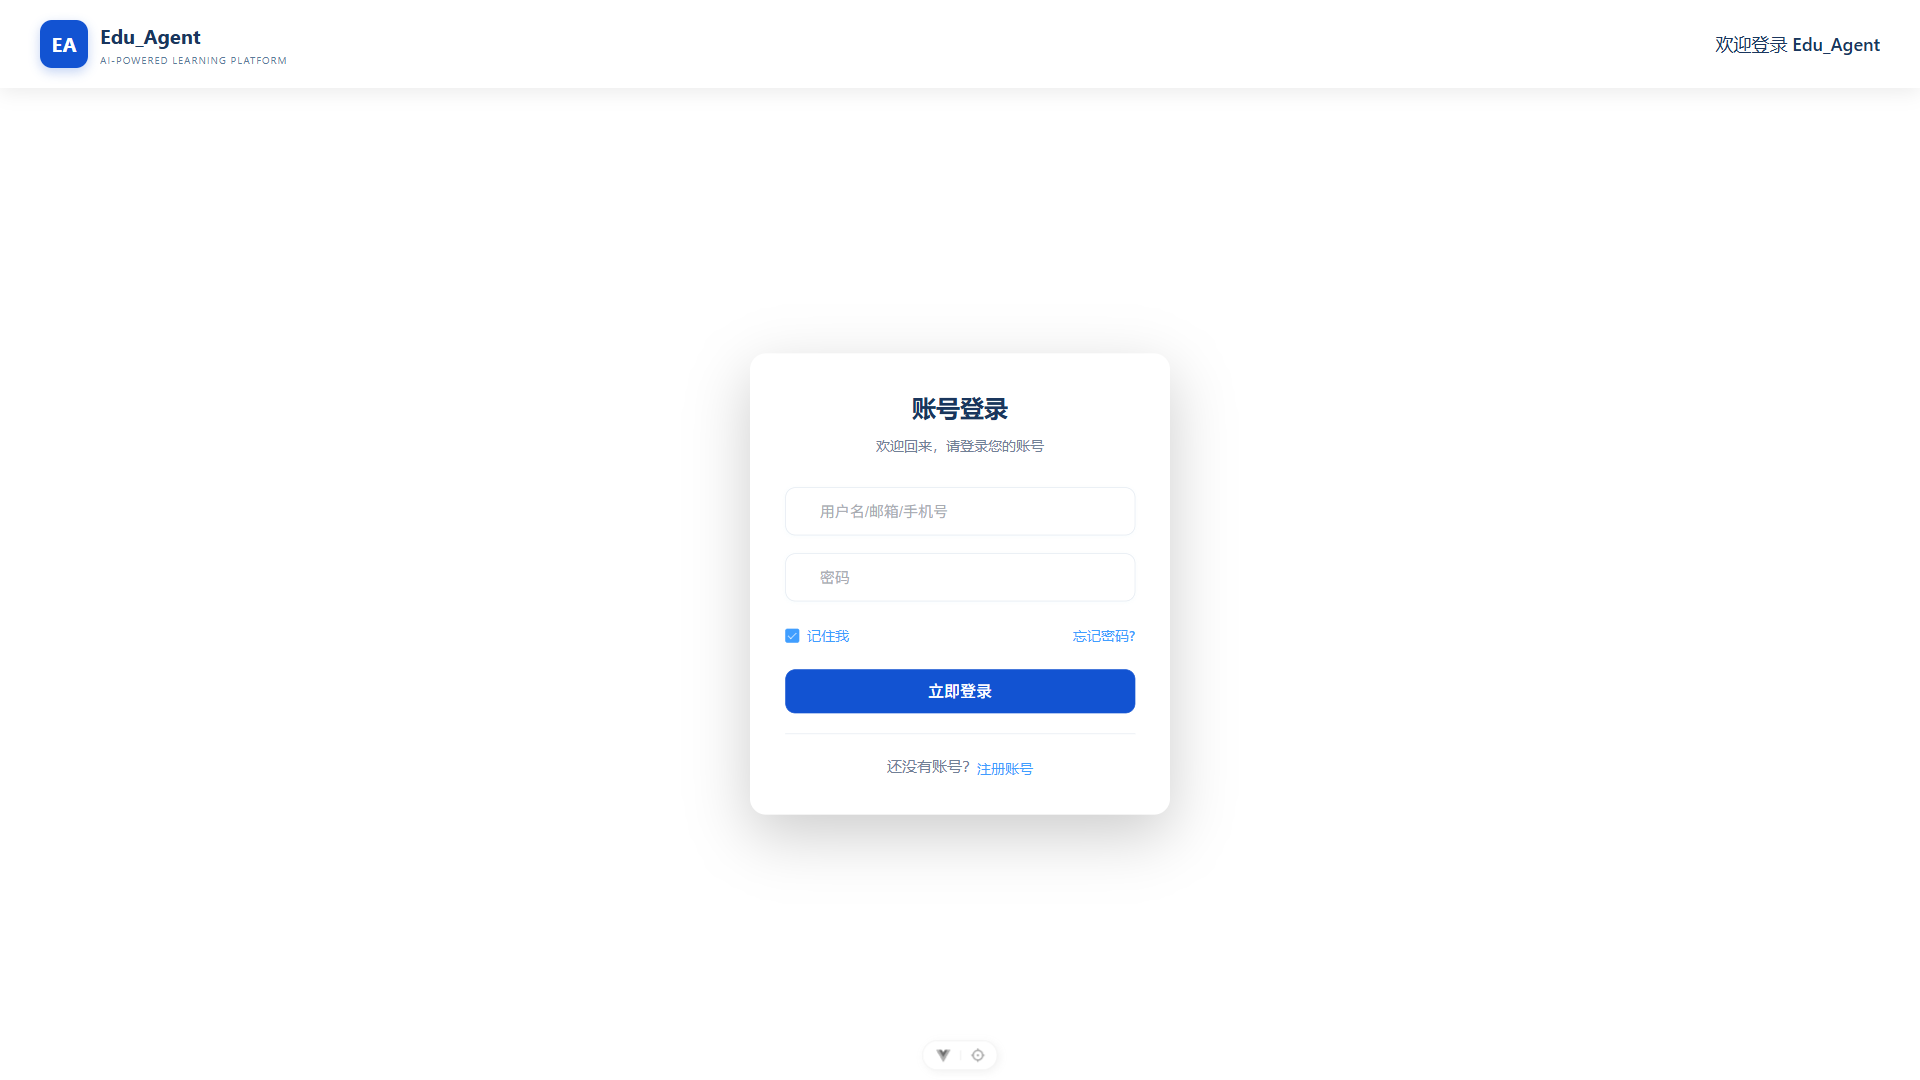 EA
Edu_Agent
AI-POWERED LEARNING PLATFORM
欢迎登录 Edu_Agent
账号登录
欢迎回来，请登录您的账号
用户名/邮箱/手机号
密码
记住我
忘记密码?
立即登录
还没有账号？ 注册账号